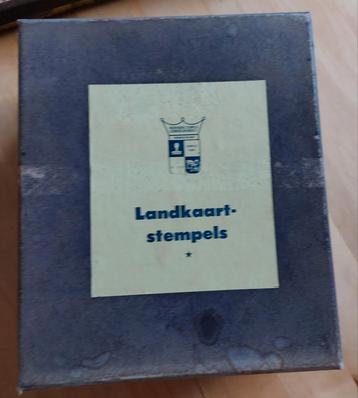 Landkaart-
stempels
*